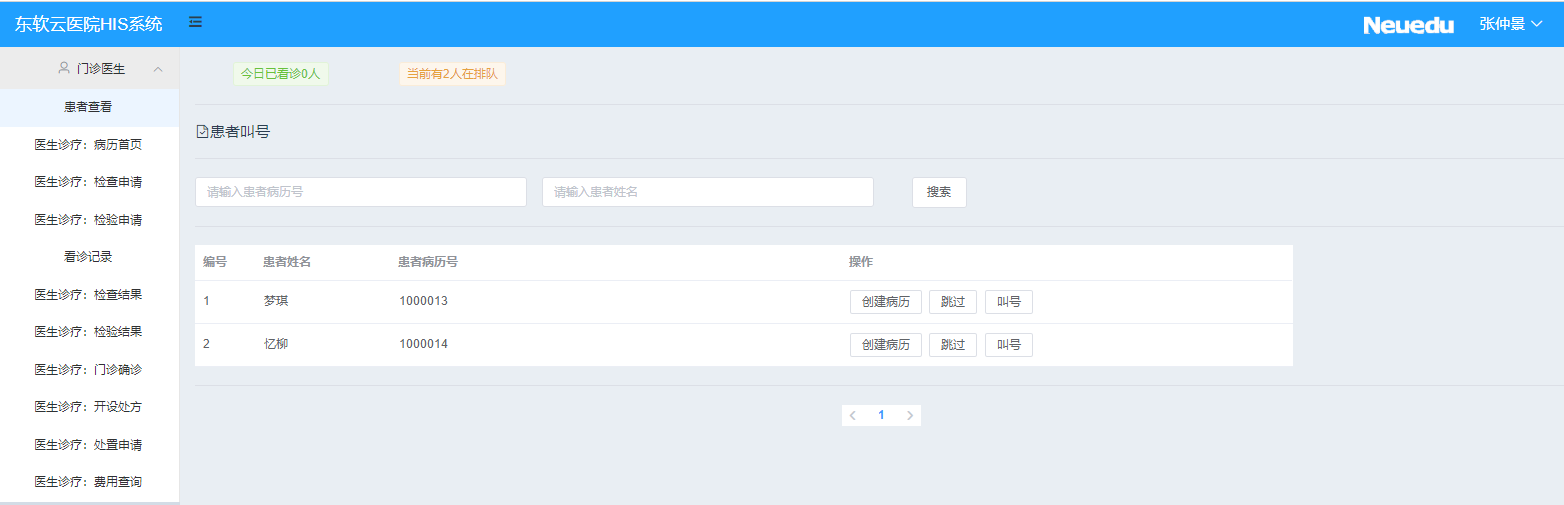 东软云医院HIS系统
Neuedu
张仲景
门诊医生
患者查看
医生诊疗：病历首页
医生诊疗：检查申请
医生诊疗：检验申请
看诊记录
医生诊疗：检查结果
医生诊疗：检验结果
医生诊疗：门诊确诊
医生诊疗：开设处方
医生诊疗：处置申请
医生诊疗：费用查询
今日已看诊0人
当前有2人在排队
患者叫号
请输入患者病历号
请输入患者姓名
搜索
编号 患者姓名 患者病历号 操作
1 梦琪 1000013 创建病历 跳过 叫号
2 忆柳 1000014 创建病历 跳过 叫号
1